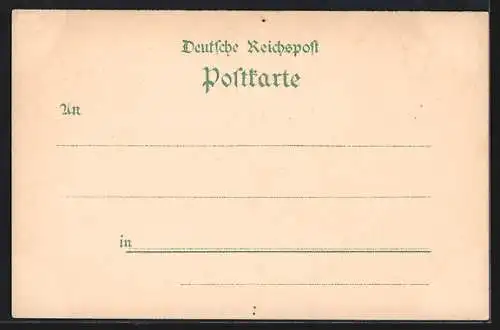 Deutsche Reichspost
Postkarte
An
in